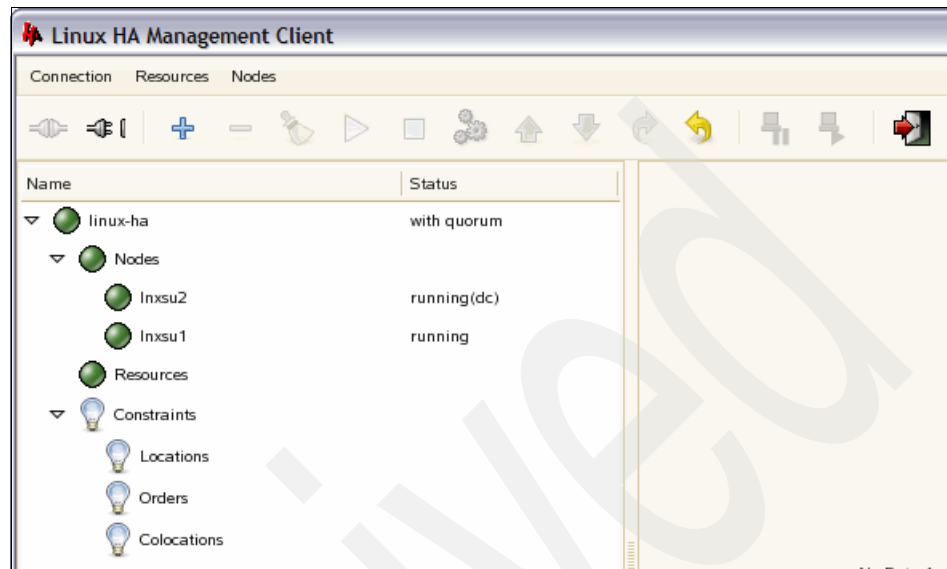 Linux HA Management Client
Connection Resources Nodes
Name Status
linux-ha with quorum
Nodes
lnxsu2 running(dc)
lnxsu1 running
Resources
Constraints
Locations
Orders
Colocations